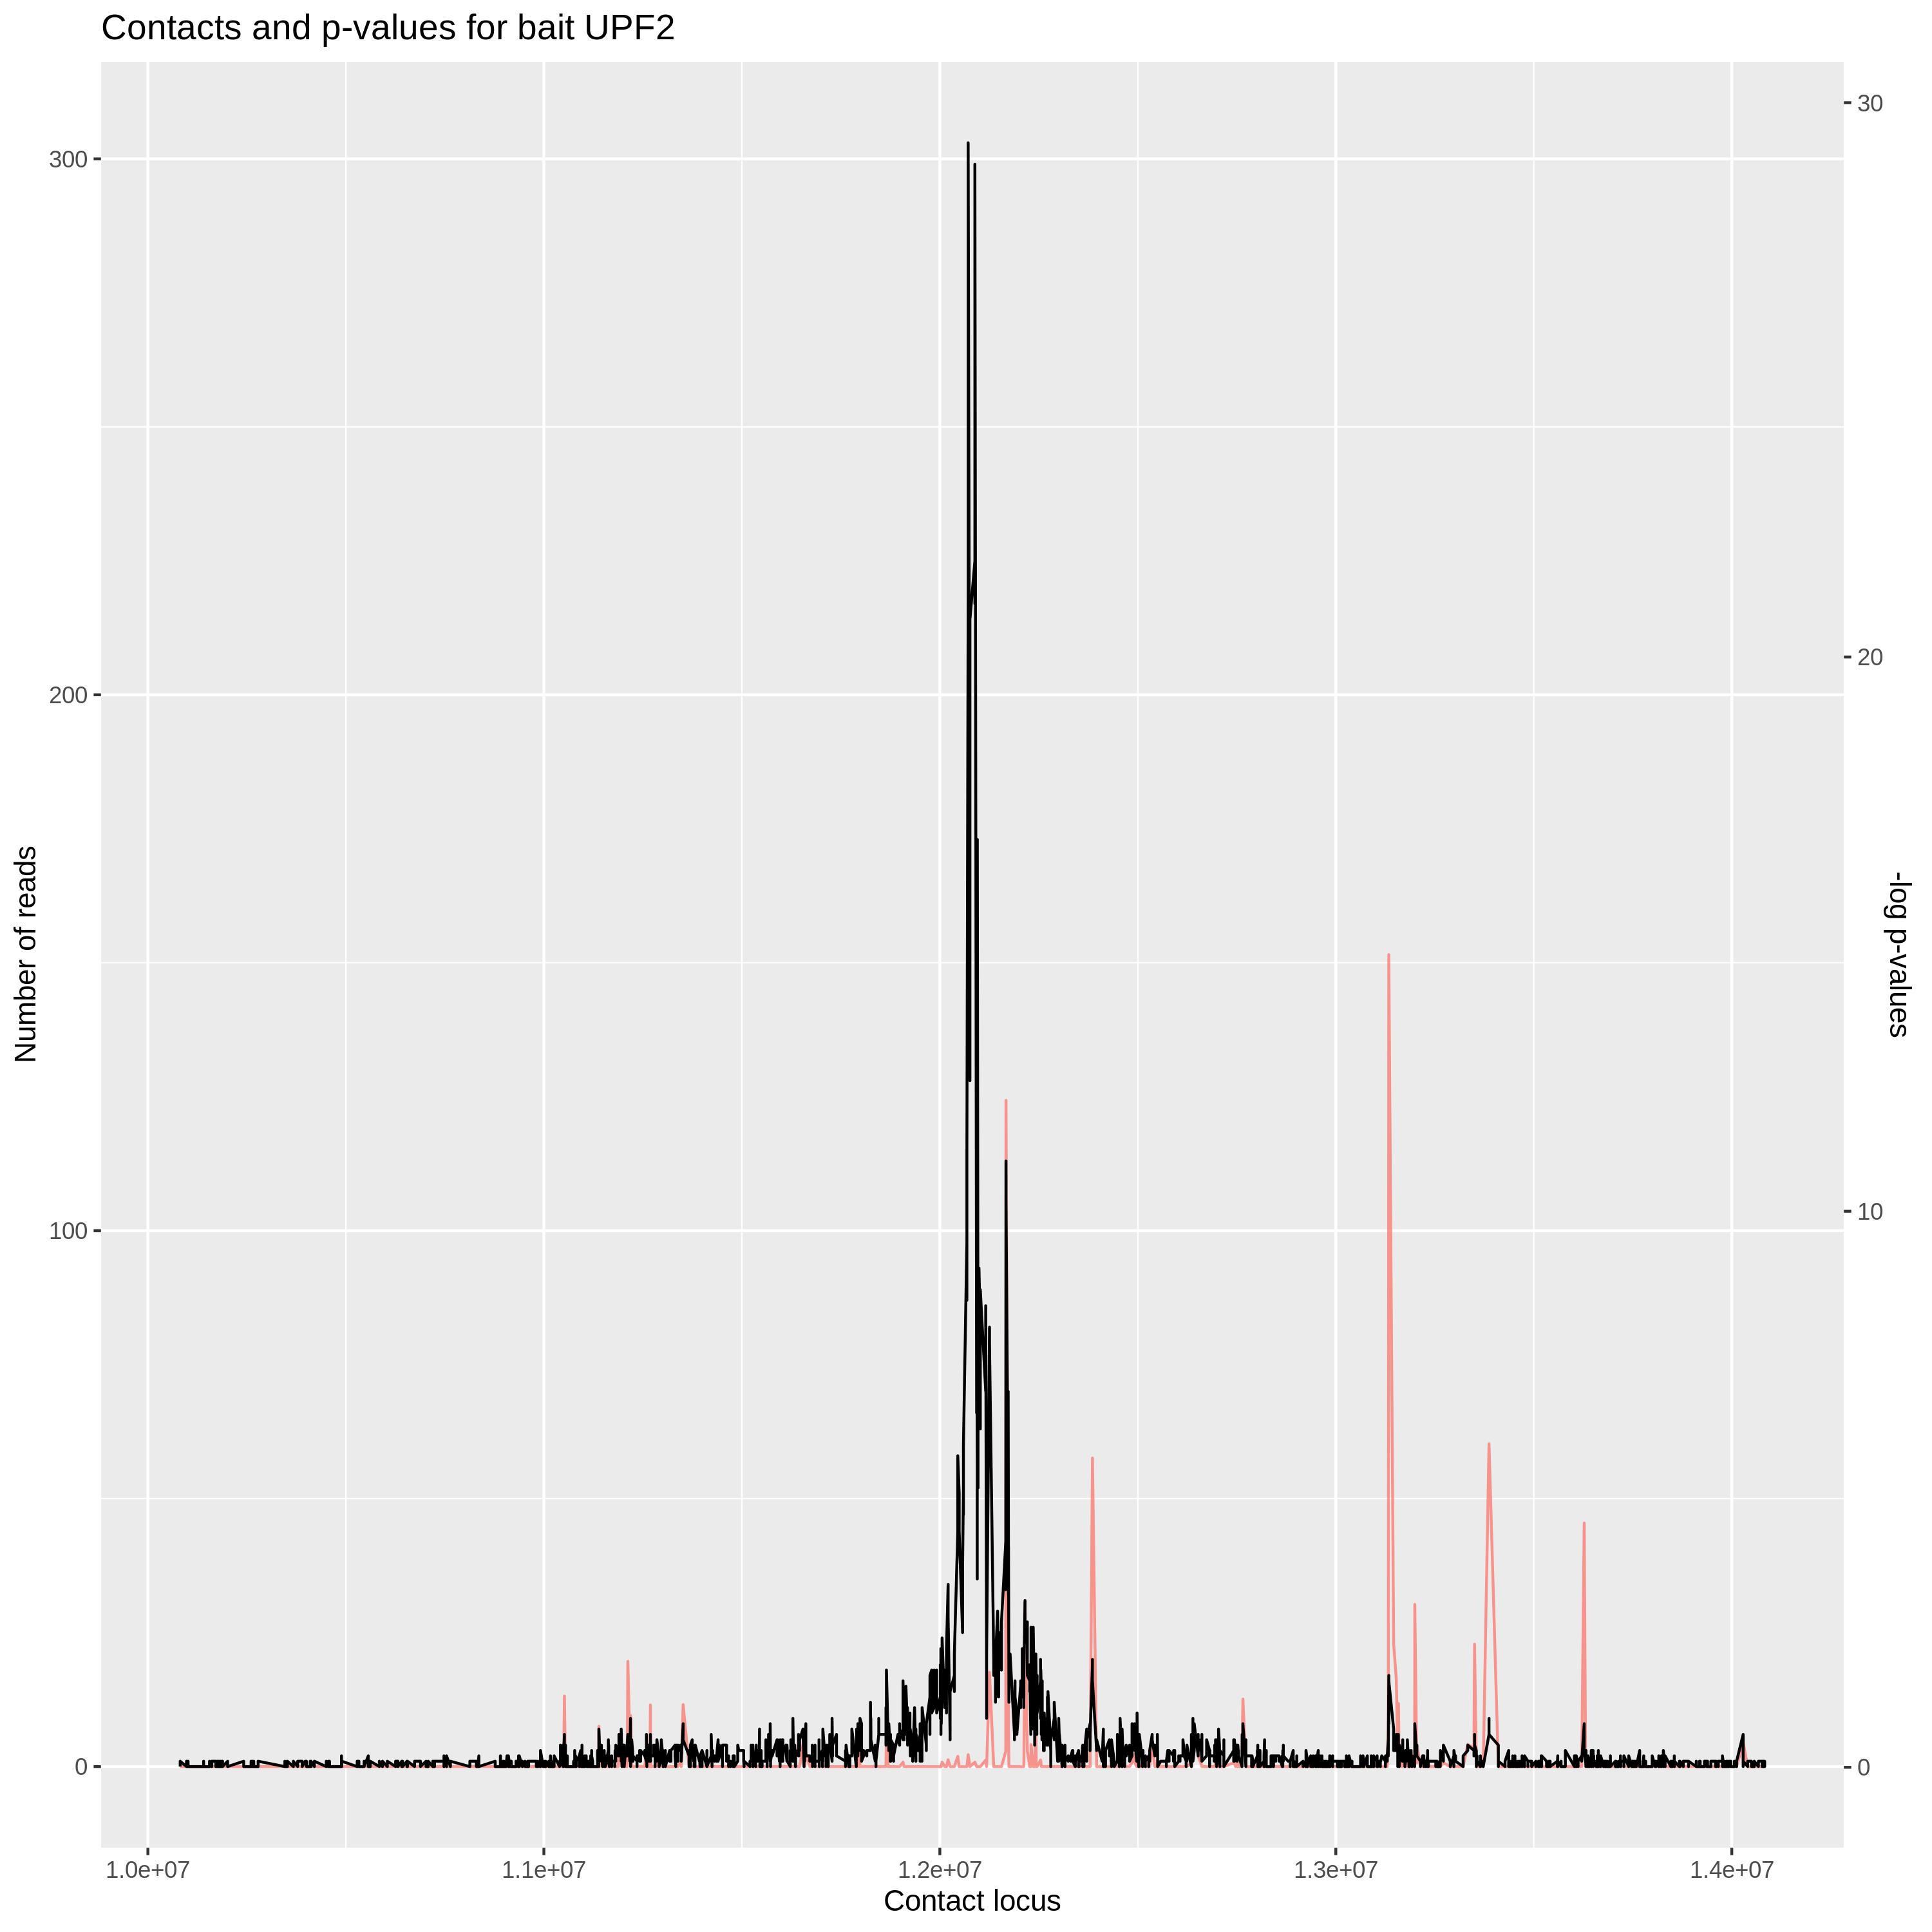 Contacts and p-values for bait UPF2
300
200
100
0
Number of reads
30
20
10
0
-log p-values
1.0e+07 1.1e+07 1.2e+07 1.3e+07 1.4e+07
Contact locus